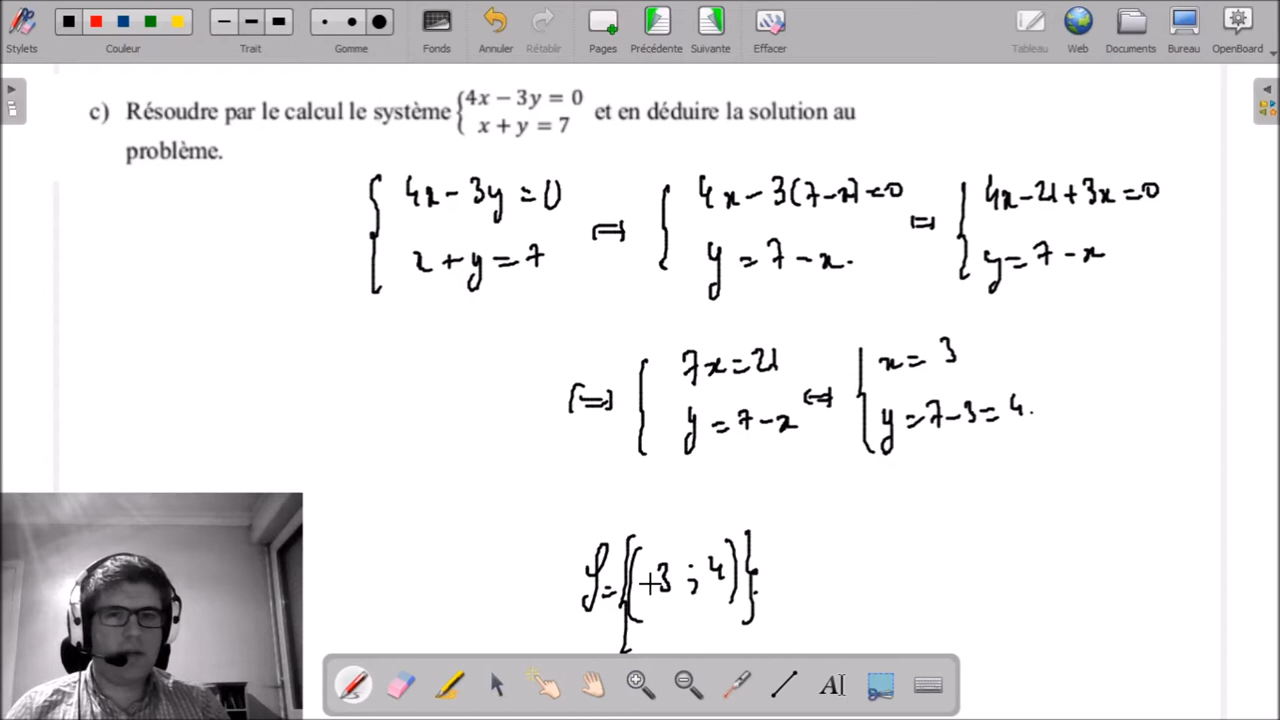 Stylets Couleur Trait Gomme Fonds Annuler Rétablir Pages Précédente Suivante Effacer Tableau Web Documents Bureau OpenBoard
c) Résoudre par le calcul le système {4x − 3y = 0
x + y = 7 et en déduire la solution au
problème.
{ 4x − 3y = 0 ⇔ { 4x − 3(7−x) = 0 ⇔ { 4x − 21 + 3x = 0
x + y = 7 y = 7 − x. y = 7 − x
⇔ { 7x = 21 ⇔ { x = 3
y = 7 − x y = 7 − 3 = 4.
S = {(3 ; 4)}.